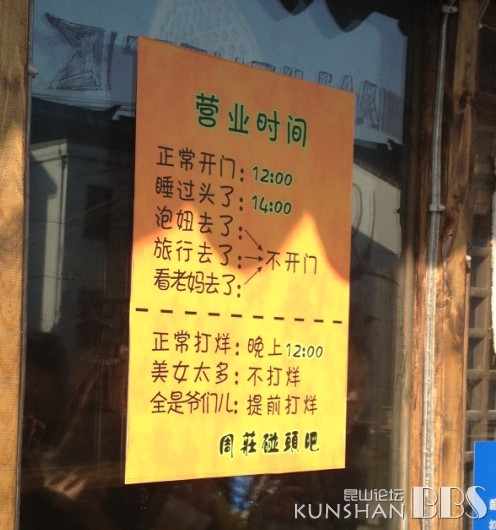 营业时间
正常开门：12:00
睡过头了：14:00
泡妞去了：
旅行去了：不开门
看老妈去了：
正常打烊：晚上12:00
美女太多：不打烊
全是爷们儿：提前打烊
周莊碰頭吧
昆山论坛
KUNSHAN BBS